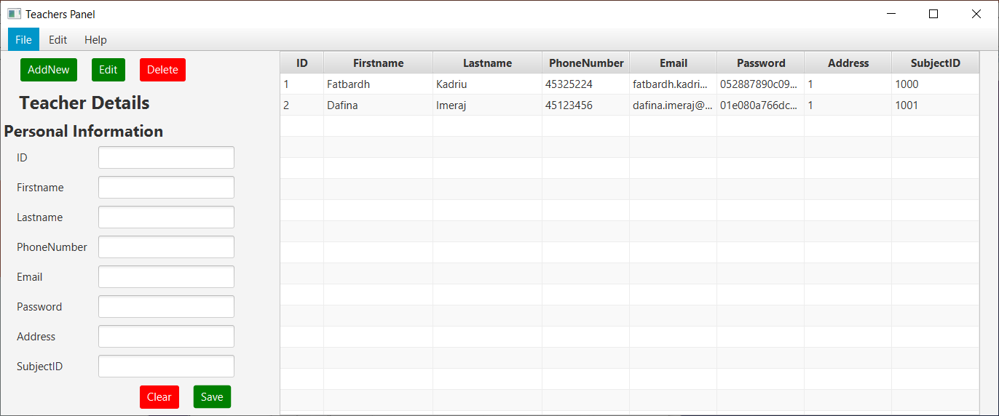 Teachers Panel
File Edit Help
AddNew Edit Delete
Teacher Details
Personal Information
ID
Firstname
Lastname
PhoneNumber
Email
Password
Address
SubjectID
Clear Save
ID Firstname Lastname PhoneNumber Email Password Address SubjectID
1 Fatbardh Kadriu 45325224 fatbardh.kadri... 052887890c09... 1 1000
2 Dafina Imeraj 45123456 dafina.imeraj@... 01e080a766dc... 1 1001